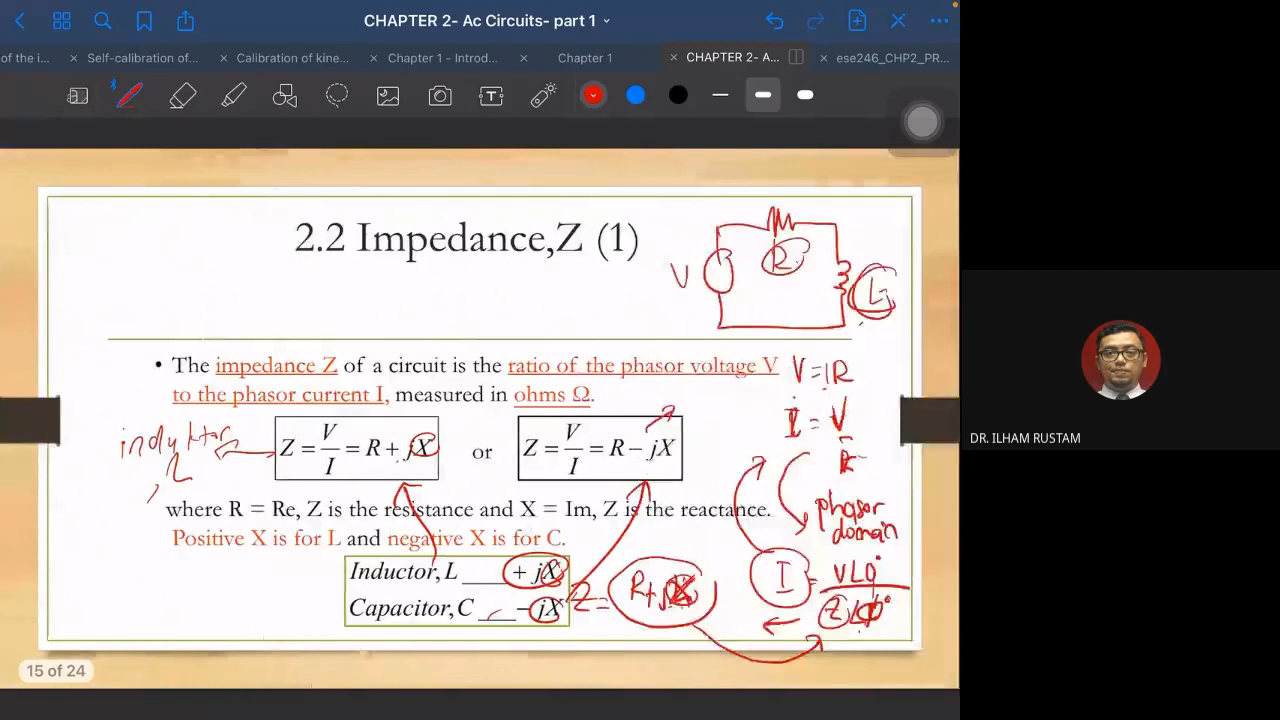 CHAPTER 2- Ac Circuits- part 1
of the i...
Self-calibration of...
Calibration of kine...
Chapter 1 - Introd...
Chapter 1
CHAPTER 2- A...
ese246_CHP2_PR...
2.2 Impedance,Z (1)
V
R
L
• The impedance Z of a circuit is the ratio of the phasor voltage V
to the phasor current I, measured in ohms Ω.
V = IR
I = V
R
induktor
L
Z = V/I = R + jX
or
Z = V/I = R − jX
where R = Re, Z is the resistance and X = Im, Z is the reactance.
Positive X is for L and negative X is for C.
phasor
domain
Inductor, L ____ + jX
Capacitor, C ____ − jX
Z = R + jX
I = V∠0°
Z∠ϕ°
15 of 24
DR. ILHAM RUSTAM